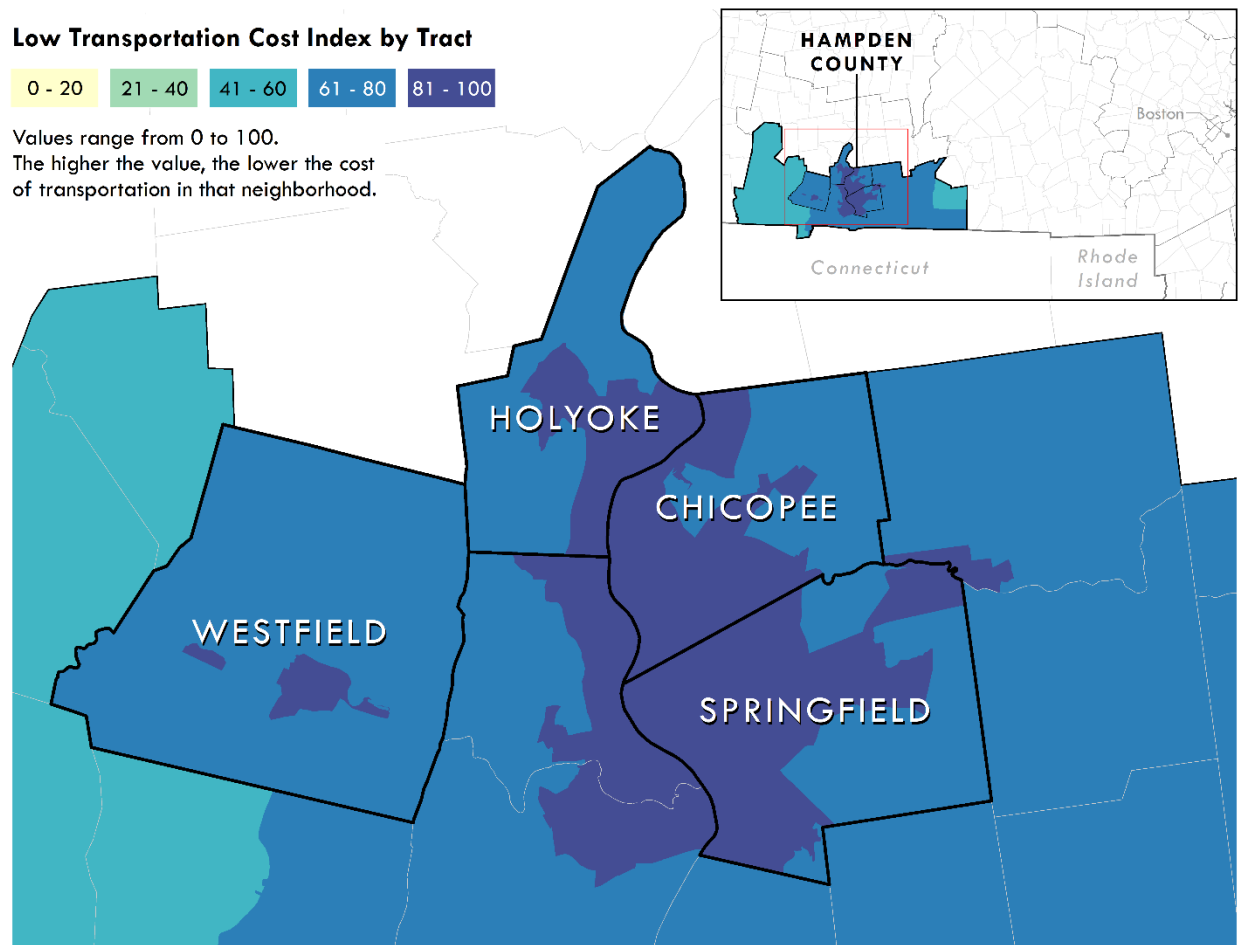 Low Transportation Cost Index by Tract
0 - 20
21 - 40
41 - 60
61 - 80
81 - 100
Values range from 0 to 100.
The higher the value, the lower the cost
of transportation in that neighborhood.
HAMPDEN
COUNTY
Boston
Connecticut
Rhode
Island
HOLYOKE
CHICOPEE
WESTFIELD
SPRINGFIELD